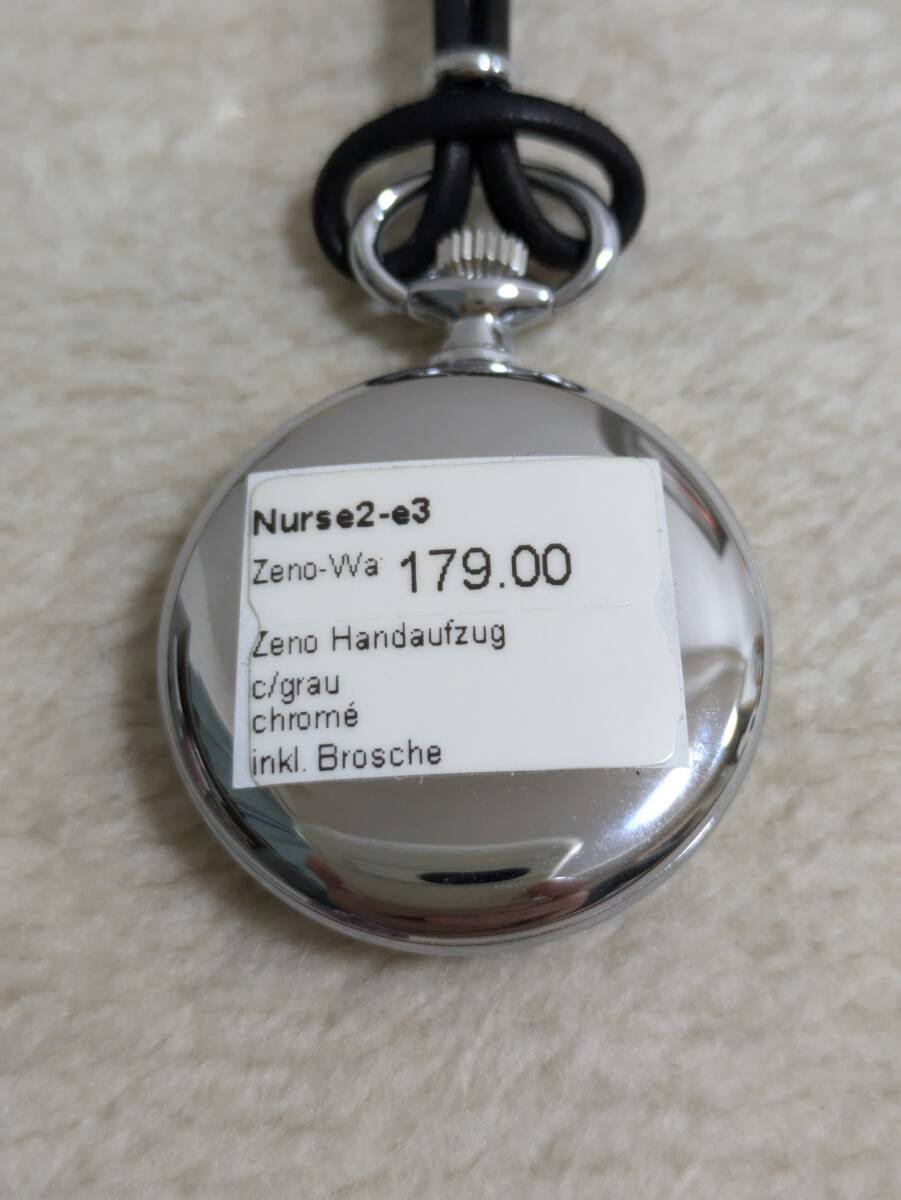 Nurse2-e3
Zeno-Wa 179.00
Zeno Handaufzug
c/grau
chromé
inkl. Brosche